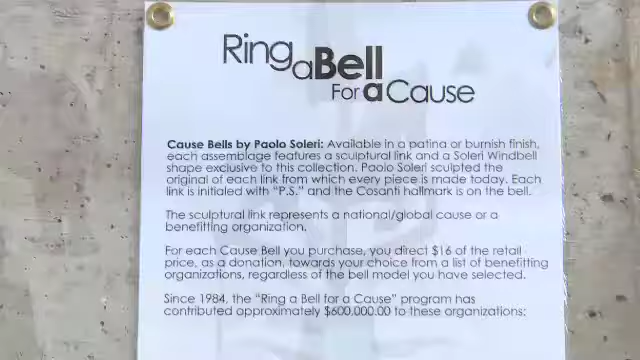 Ring a Bell
For a Cause
Cause Bells by Paolo Soleri: Available in a patina or burnish finish,
each assemblage features a sculptural link and a Soleri Windbell
shape exclusive to this collection. Paolo Soleri sculpted the
original of each link from which every piece is made today. Each
link is initialed with “P.S.” and the Cosanti hallmark is on the bell.
The sculptural link represents a national/global cause or a
benefitting organization.
For each Cause Bell you purchase, you direct $16 of the retail
price, as a donation, towards your choice from a list of benefitting
organizations, regardless of the bell model you have selected.
Since 1984, the “Ring a Bell for a Cause” program has
contributed approximately $600,000.00 to these organizations: